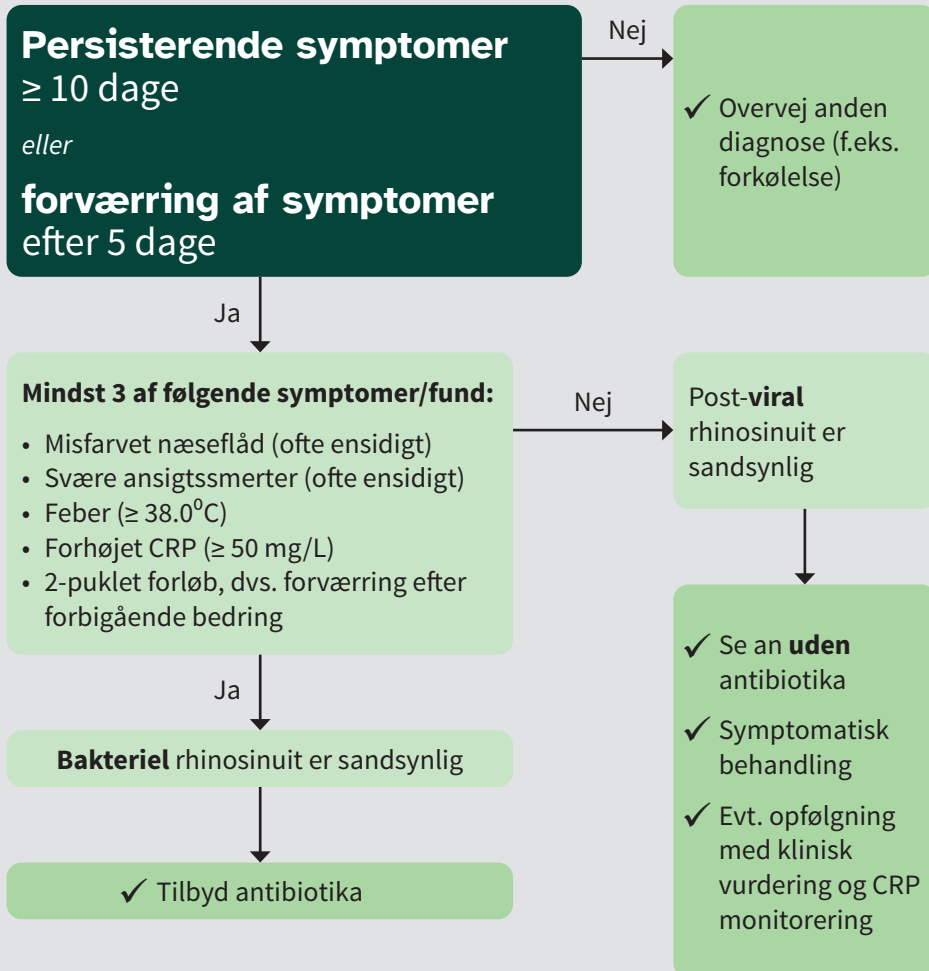 Persisterende symptomer
≥ 10 dage
eller
forværring af symptomer
efter 5 dage
Nej
✓ Overvej anden
diagnose (f.eks.
forkølelse)
Ja
Mindst 3 af følgende symptomer/fund:
• Misfarvet næseflåd (ofte ensidigt)
• Svære ansigtssmerter (ofte ensidigt)
• Feber (≥ 38.0⁰C)
• Forhøjet CRP (≥ 50 mg/L)
• 2-puklet forløb, dvs. forværring efter
forbigående bedring
Nej
Post-viral
rhinosinuit er
sandsynlig
Ja
Bakteriel rhinosinuit er sandsynlig
✓ Tilbyd antibiotika
✓ Se an uden
antibiotika
✓ Symptomatisk
behandling
✓ Evt. opfølgning
med klinisk
vurdering og CRP
monitorering